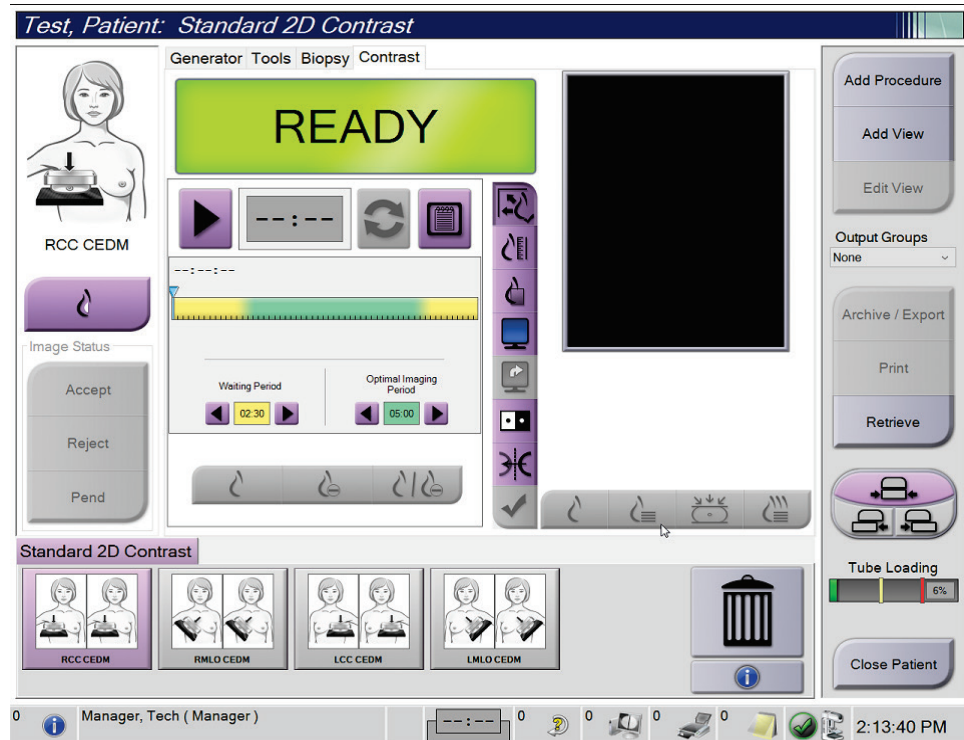 Test, Patient:  Standard 2D Contrast
Generator Tools Biopsy Contrast
READY
RCC CEDM
--:--
--:--:--
Waiting Period
Optimal Imaging
Period
02:30
05:00
Image Status
Accept
Reject
Pend
Add Procedure
Add View
Edit View
Output Groups
None
Archive / Export
Print
Retrieve
Tube Loading
6%
Close Patient
Standard 2D Contrast
RCC CEDM
RMLO CEDM
LCC CEDM
LMLO CEDM
0 Manager, Tech ( Manager ) --:-- 0 0 0 0 2:13:40 PM